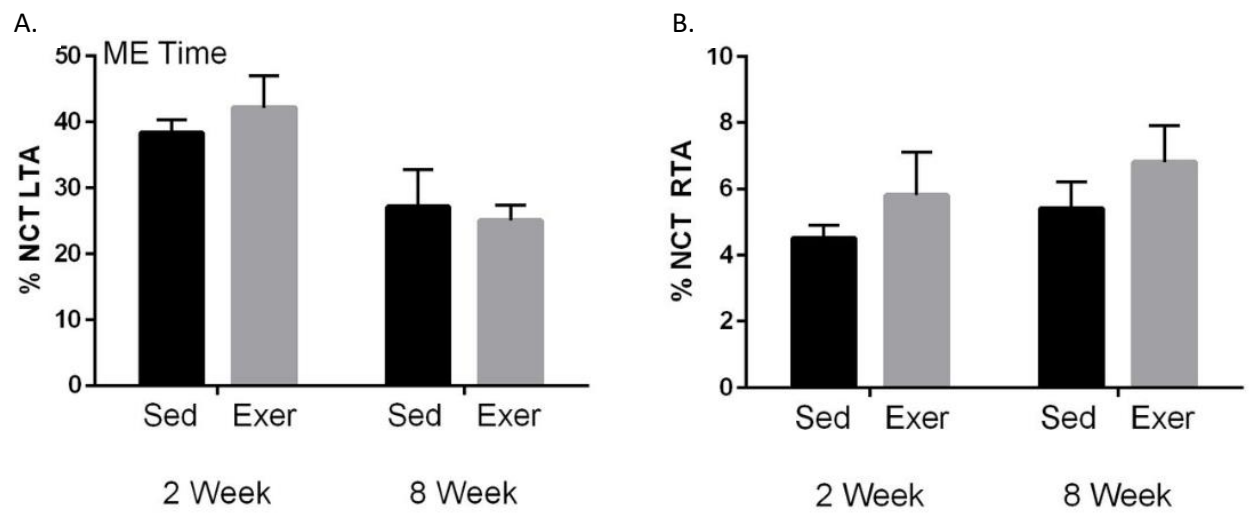 A.
ME Time
50
40
30
20
10
0
% NCT LTA
Sed Exer Sed Exer
2 Week 8 Week
B.
10
8
6
4
2
0
% NCT RTA
Sed Exer Sed Exer
2 Week 8 Week